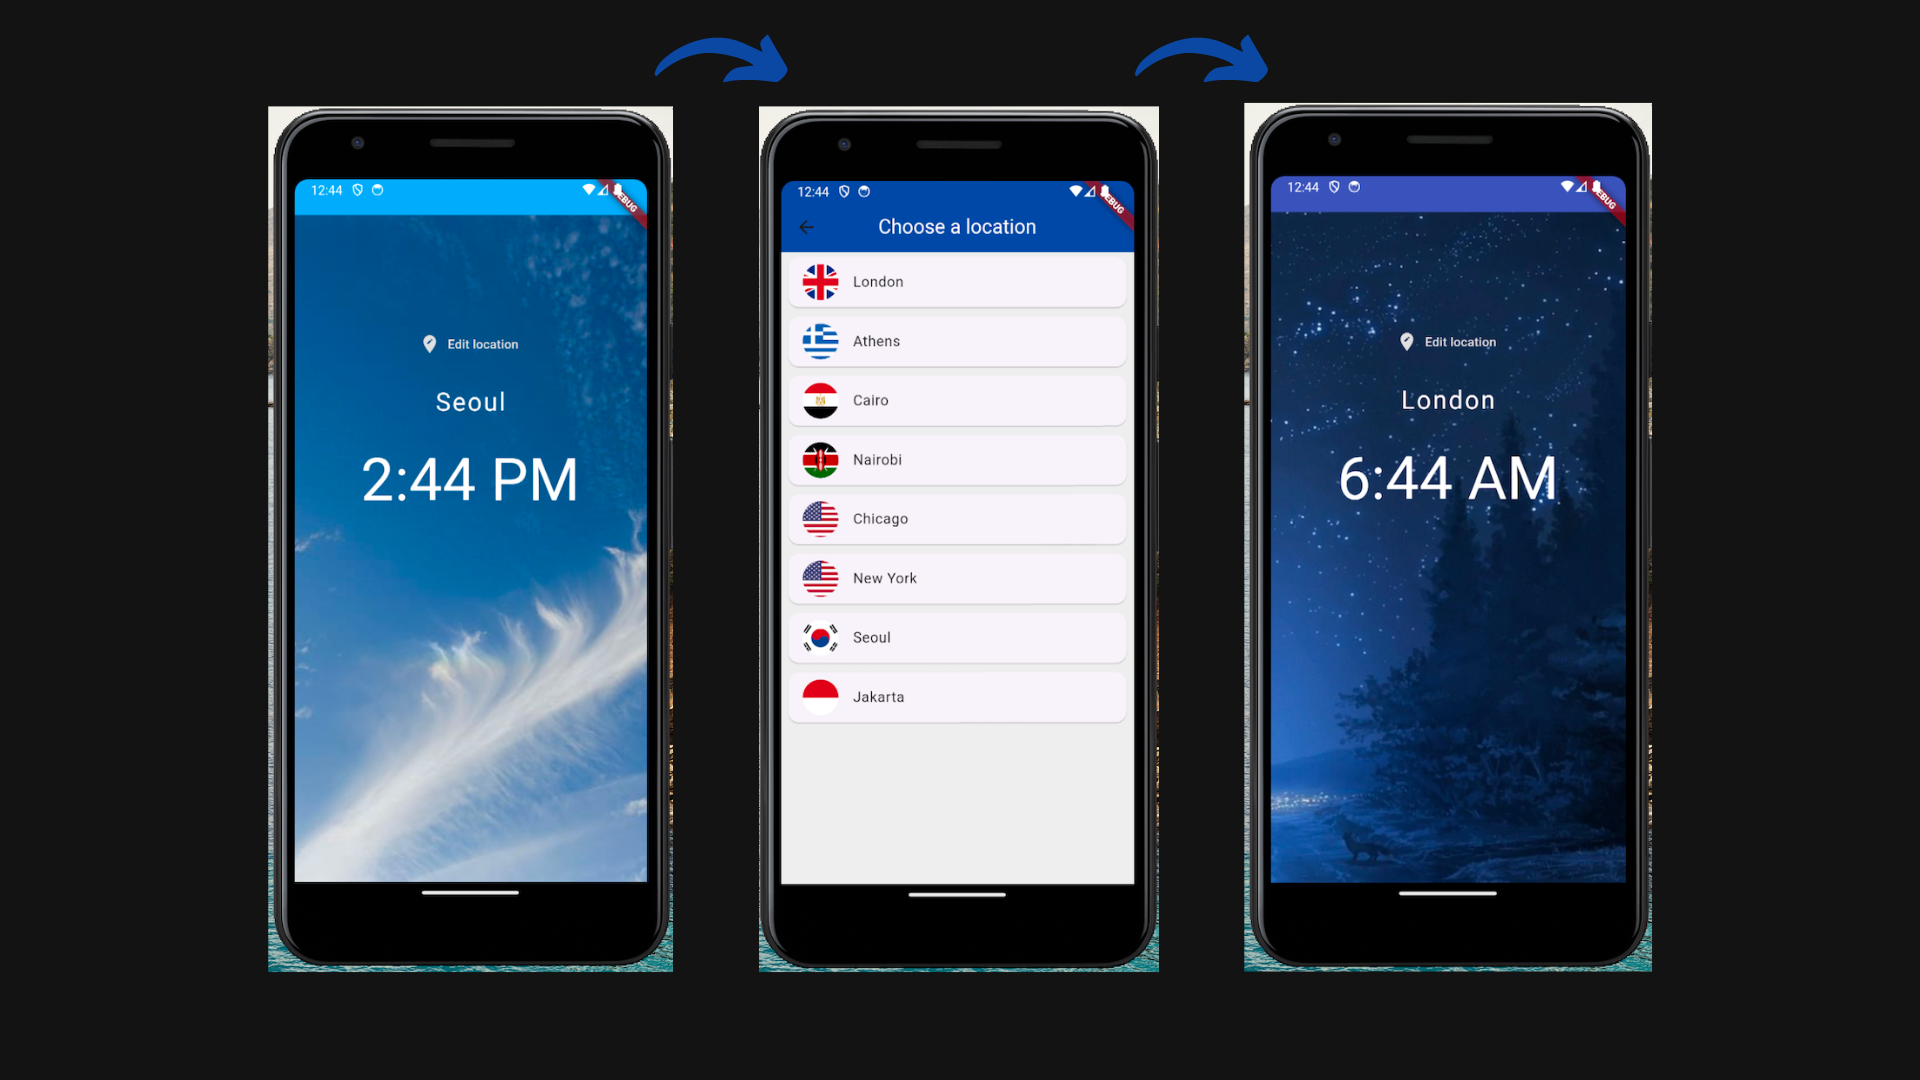 12:44
DEBUG
Edit location
Seoul
2:44 PM
12:44
DEBUG
Choose a location
London
Athens
Cairo
Nairobi
Chicago
New York
Seoul
Jakarta
12:44
DEBUG
Edit location
London
6:44 AM